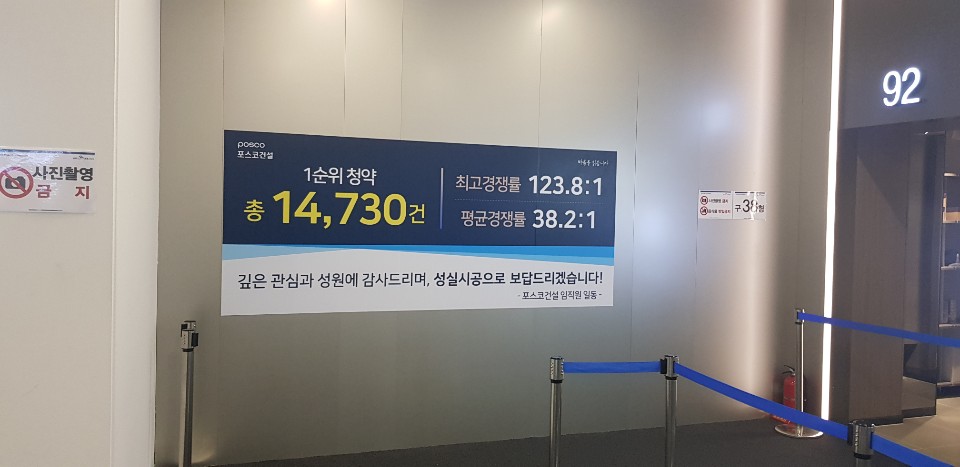 posco
포스코건설
1순위 청약
총 14,730건
최고경쟁률 123.8:1
평균경쟁률 38.2:1
깊은 관심과 성원에 감사드리며, 성실시공으로 보답드리겠습니다!
- 포스코건설 임직원 일동 -
사진촬영
금 지
구 38형
92